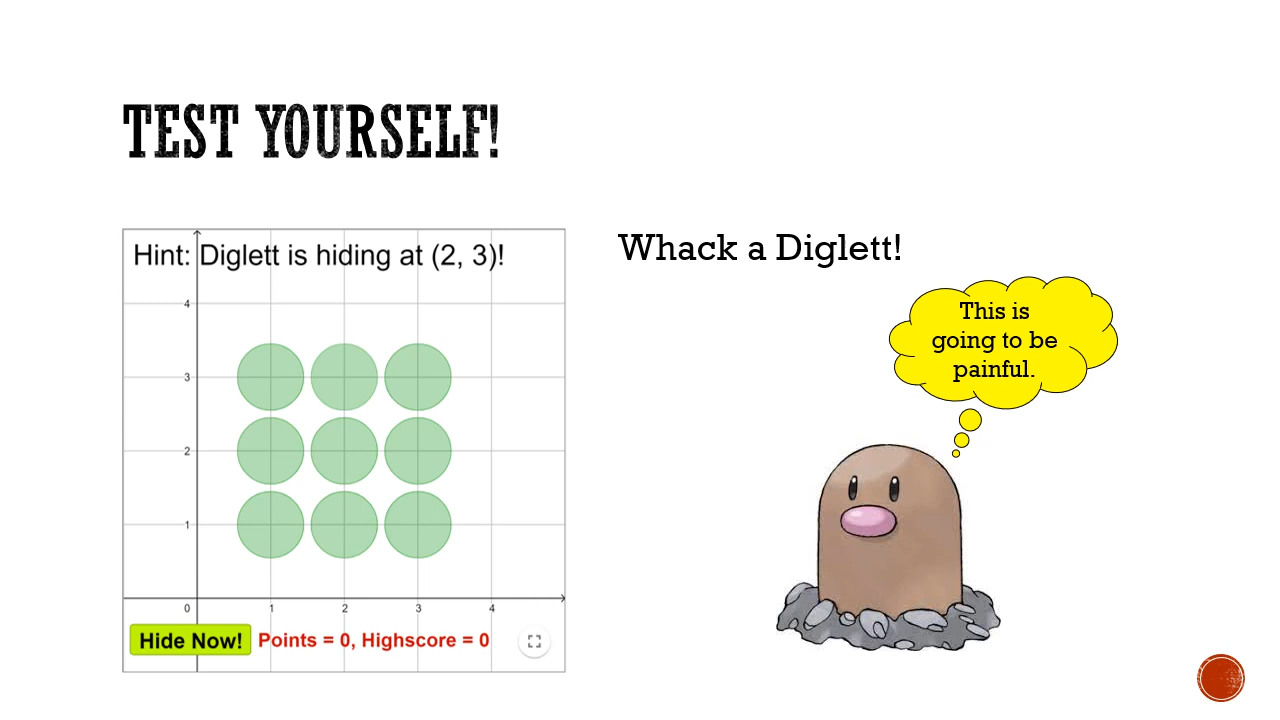 TEST YOURSELF!
Hint: Diglett is hiding at (2, 3)!
4
3
2
1
0 1 2 3 4
Hide Now! Points = 0, Highscore = 0
Whack a Diglett!
This is
going to be
painful.